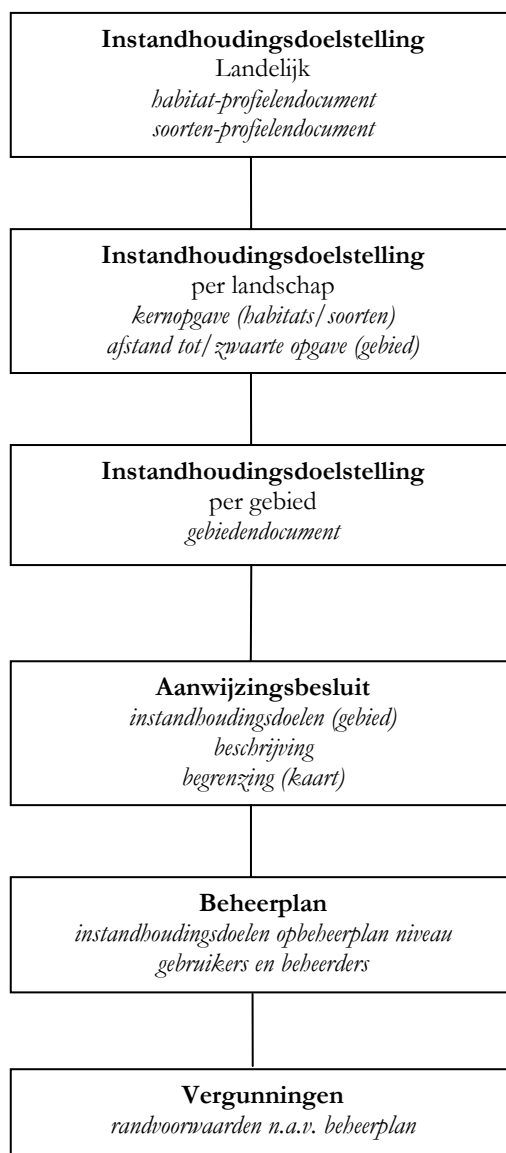 Instandhoudingsdoelstelling
Landelijk
habitat-profielendocument
soorten-profielendocument
Instandhoudingsdoelstelling
per landschap
kernopgave (habitats/soorten)
afstand tot/zwaarte opgave (gebied)
Instandhoudingsdoelstelling
per gebied
gebiedendocument
Aanwijzingsbesluit
instandhoudingsdoelen (gebied)
beschrijving
begrenzing (kaart)
Beheerplan
instandhoudingsdoelen opbeheerplan niveau
gebruikers en beheerders
Vergunningen
randvoorwaarden n.a.v. beheerplan